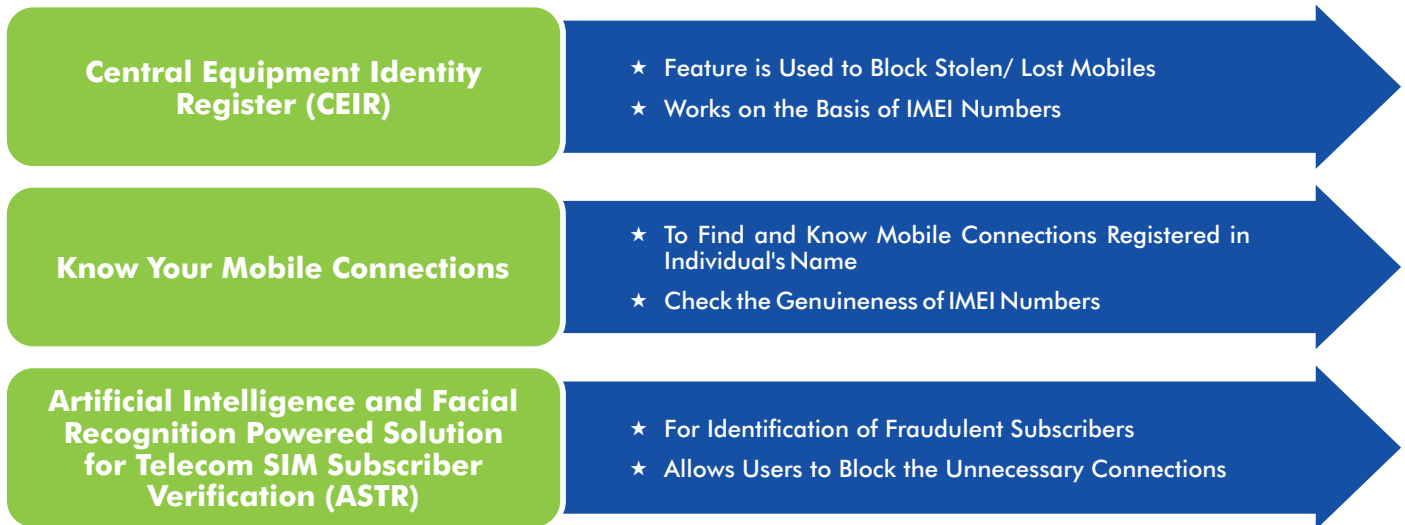 Central Equipment Identity
Register (CEIR)
★ Feature is Used to Block Stolen/ Lost Mobiles
★ Works on the Basis of IMEI Numbers
Know Your Mobile Connections
★ To Find and Know Mobile Connections Registered in
Individual's Name
★ Check the Genuineness of IMEI Numbers
Artificial Intelligence and Facial
Recognition Powered Solution
for Telecom SIM Subscriber
Verification (ASTR)
★ For Identification of Fraudulent Subscribers
★ Allows Users to Block the Unnecessary Connections